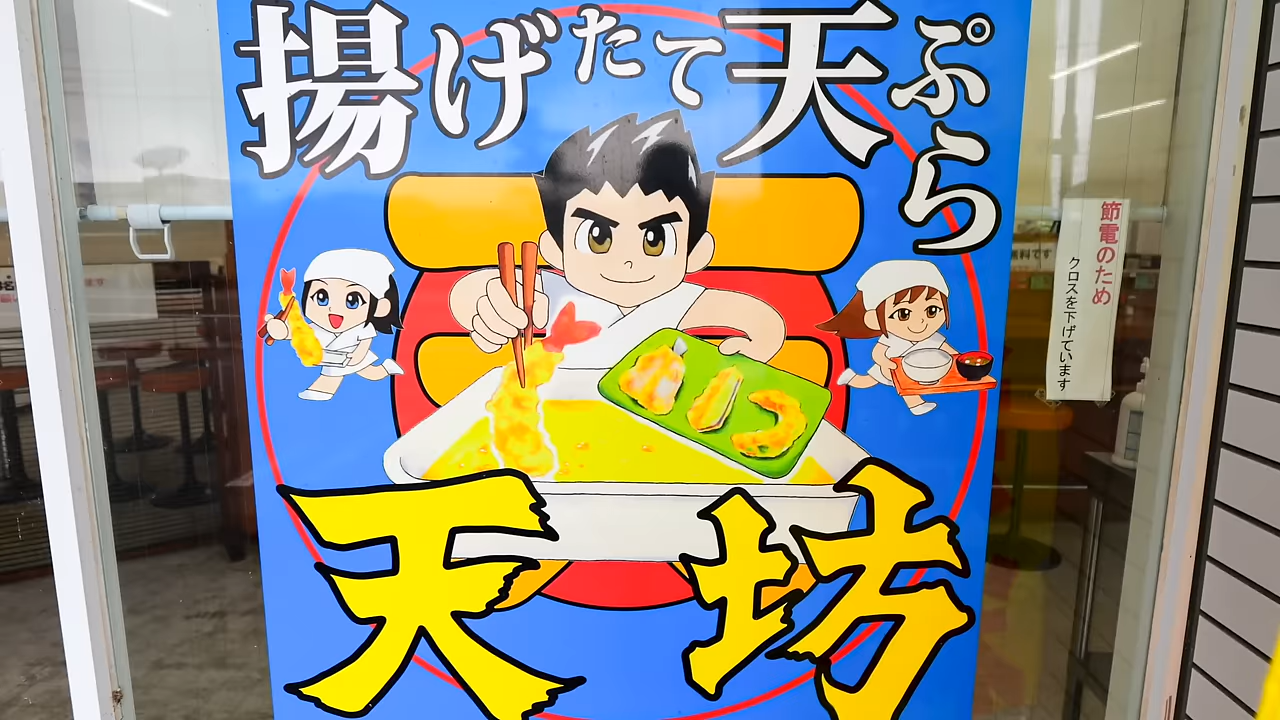 揚げたて天ぷら
天坊
節電のため
クロスを下げています